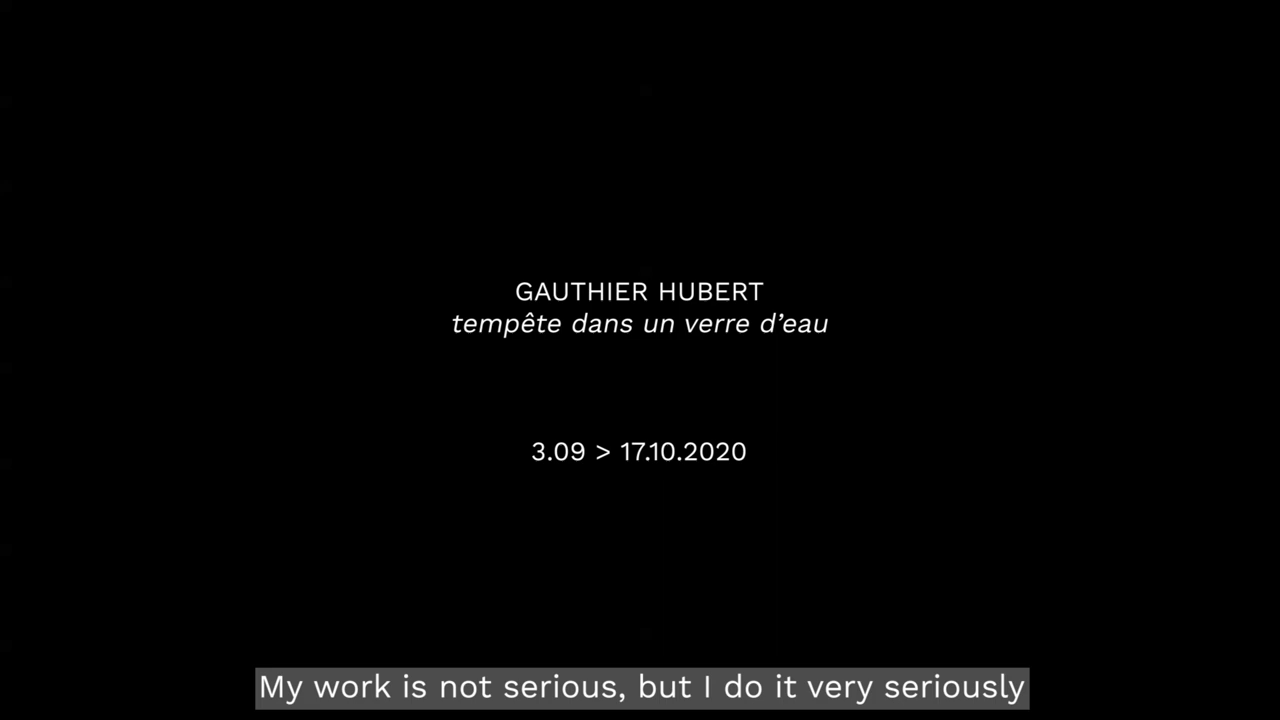 GAUTHIER HUBERT
tempête dans un verre d’eau
3.09 > 17.10.2020
My work is not serious, but I do it very seriously